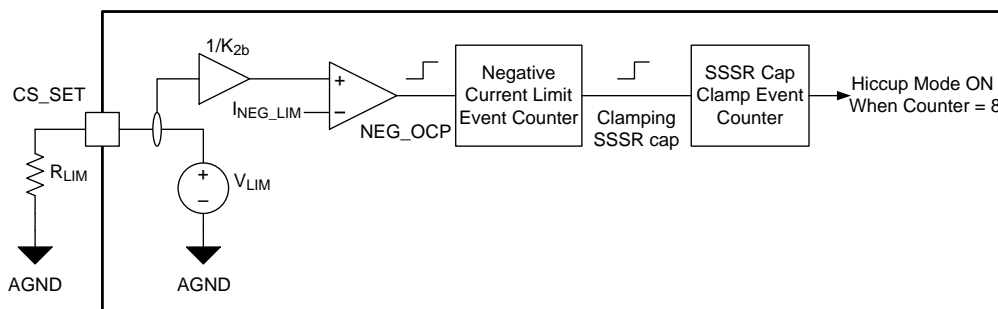 1/K2b
CS_SET
RLIM
AGND
+
−
VLIM
AGND
INEG_LIM
+
−
NEG_OCP
Negative
Current Limit
Event Counter
Clamping
SSSR cap
SSSR Cap
Clamp Event
Counter
Hiccup Mode ON
When Counter = 8